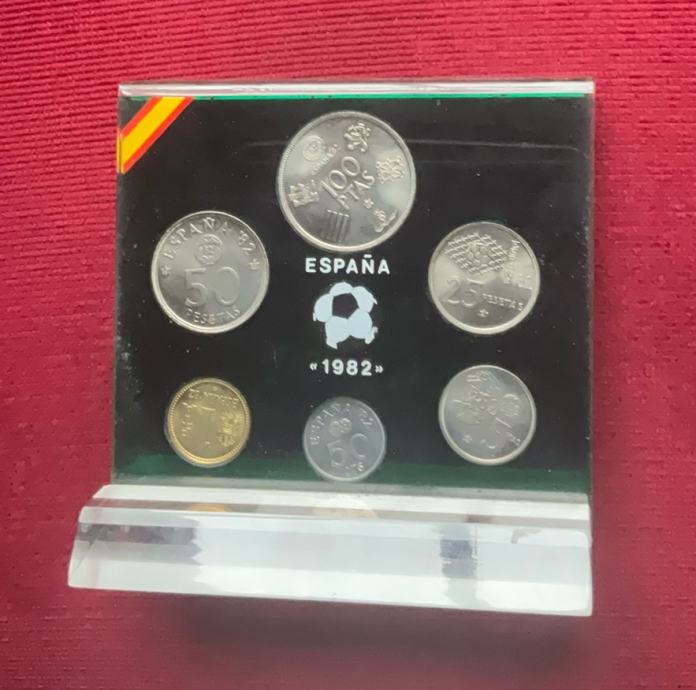 100
PTAS
ESPAÑA '82
50
PESETAS
25 PESETAS
ESPAÑA
«1982»
ESPAÑA 82
50